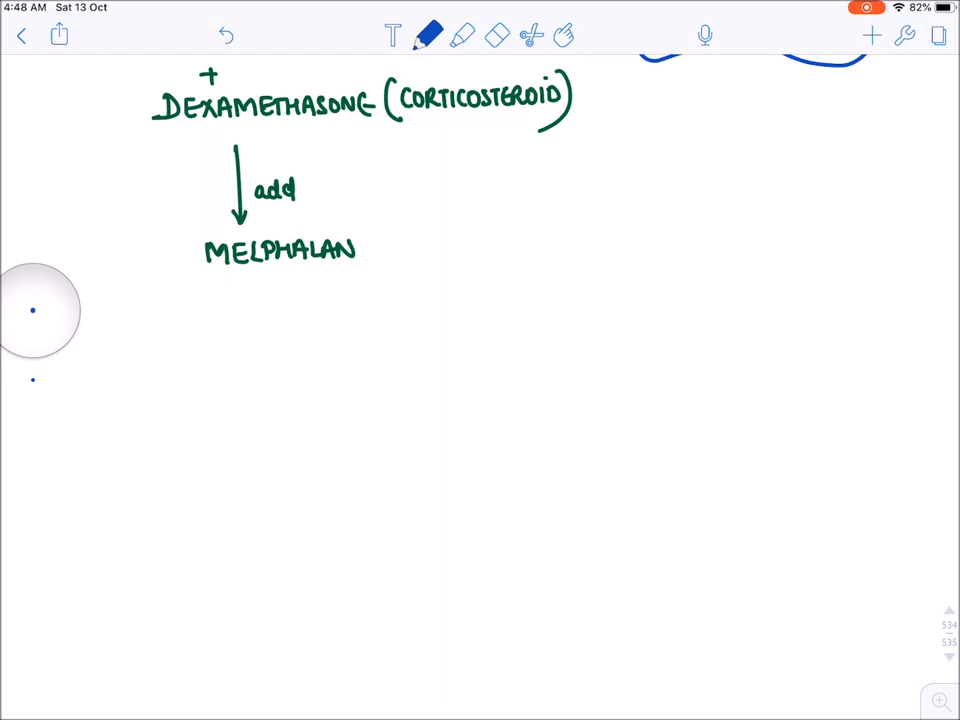 4:48 AM Sat 13 Oct 82%
T
+
DEXAMETHASONE (CORTICOSTEROID)
add
MELPHALAN
534
535